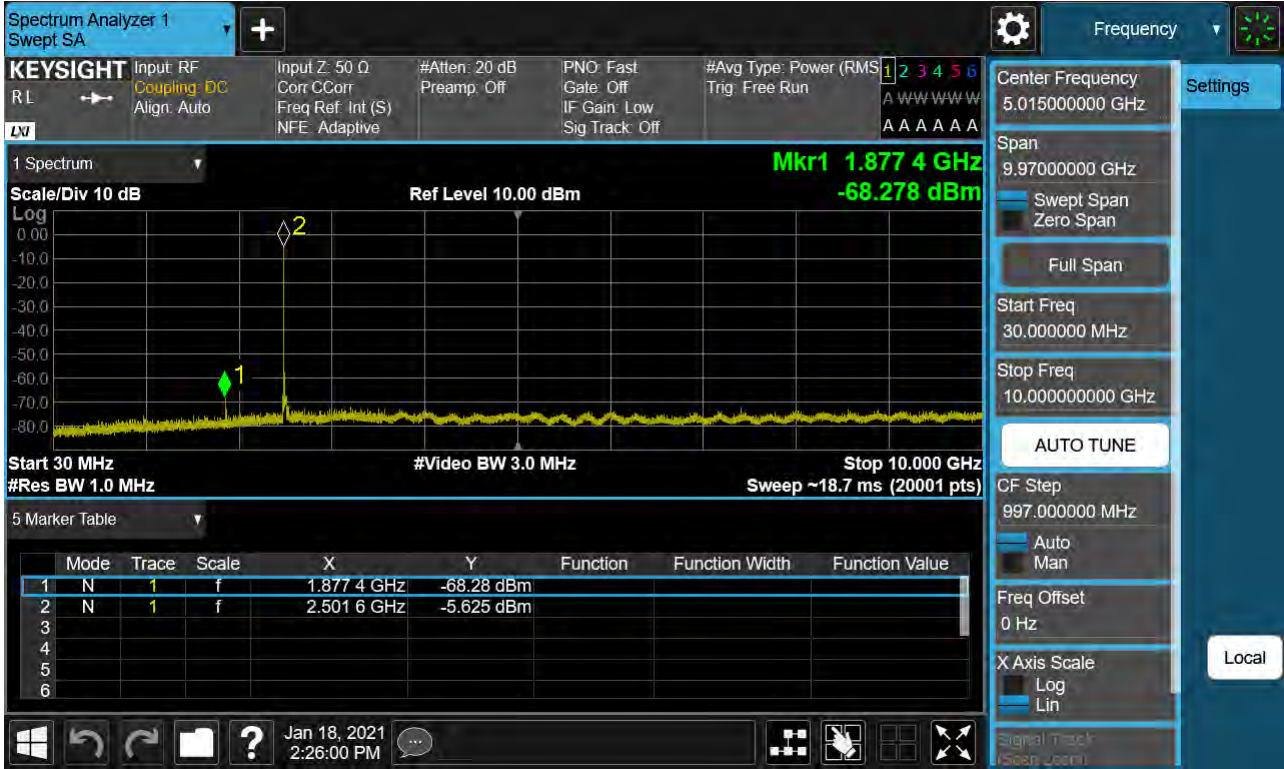 Spectrum Analyzer 1
Swept SA
+
Frequency
KEYSIGHT
RL
LXI
Input: RF
Coupling: DC
Align: Auto
Input Z: 50 Ω
Corr CCorr
Freq Ref: Int (S)
NFE: Adaptive
#Atten: 20 dB
Preamp: Off
PNO: Fast
Gate: Off
IF Gain: Low
Sig Track: Off
#Avg Type: Power (RMS
Trig: Free Run
1 2 3 4 5 6
A W W W W W
A A A A A A
1 Spectrum
Scale/Div 10 dB
Ref Level 10.00 dBm
Mkr1 1.877 4 GHz
-68.278 dBm
Log
0.00
-10.0
-20.0
-30.0
-40.0
-50.0
-60.0
-70.0
-80.0
1
2
Start 30 MHz
#Res BW 1.0 MHz
#Video BW 3.0 MHz
Stop 10.000 GHz
Sweep ~18.7 ms (20001 pts)
5 Marker Table
Mode Trace Scale X Y Function Function Width Function Value
1 N 1 f 1.877 4 GHz -68.28 dBm
2 N 1 f 2.501 6 GHz -5.625 dBm
3
4
5
6
Jan 18, 2021
2:26:00 PM
?
Center Frequency
5.015000000 GHz
Span
9.97000000 GHz
Swept Span
Zero Span
Full Span
Start Freq
30.000000 MHz
Stop Freq
10.000000000 GHz
AUTO TUNE
CF Step
997.000000 MHz
Auto
Man
Freq Offset
0 Hz
X Axis Scale
Log
Lin
Signal Track
(Span Zoom)
Settings
Local